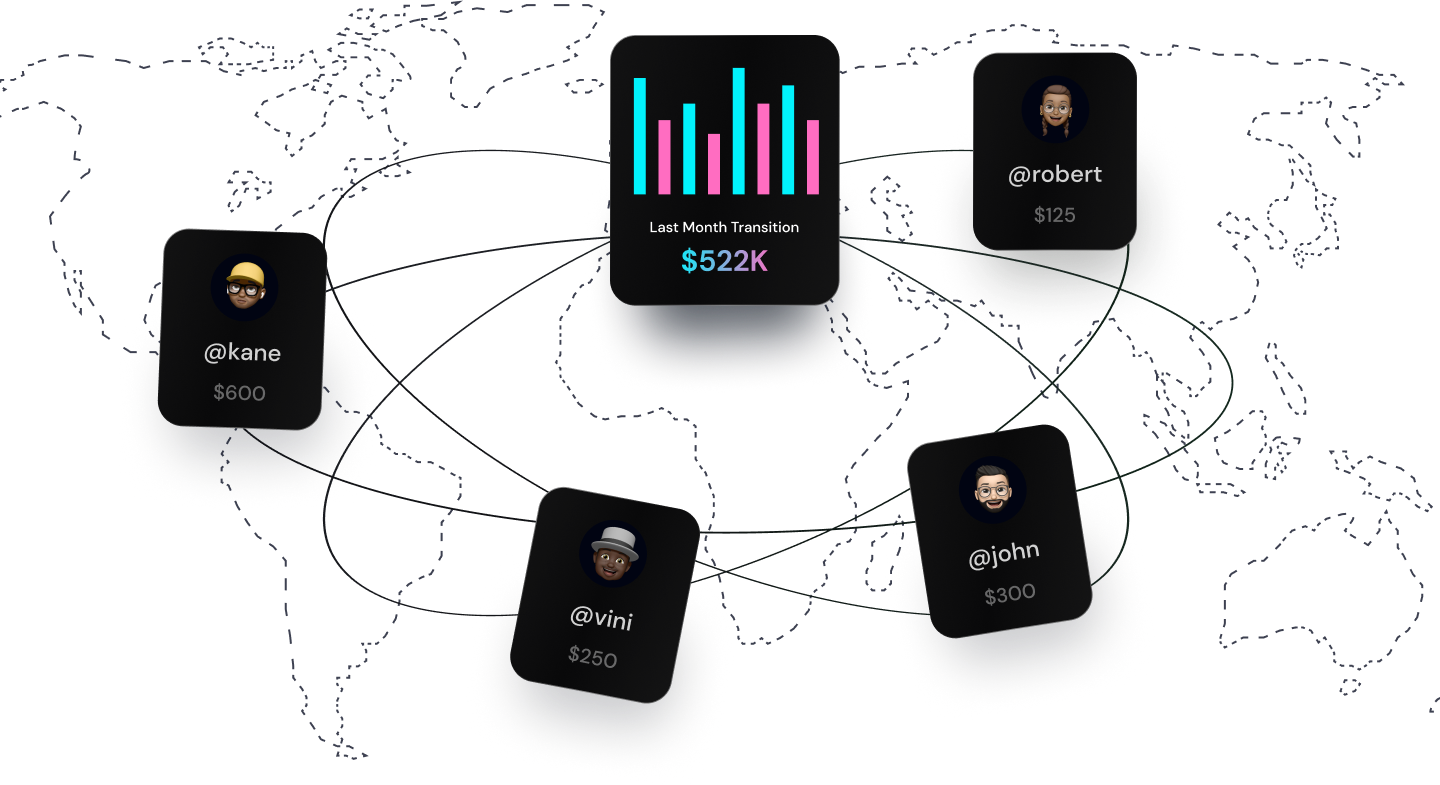 Last Month Transition
$522K
@robert
$125
@kane
$600
@john
$300
@vini
$250